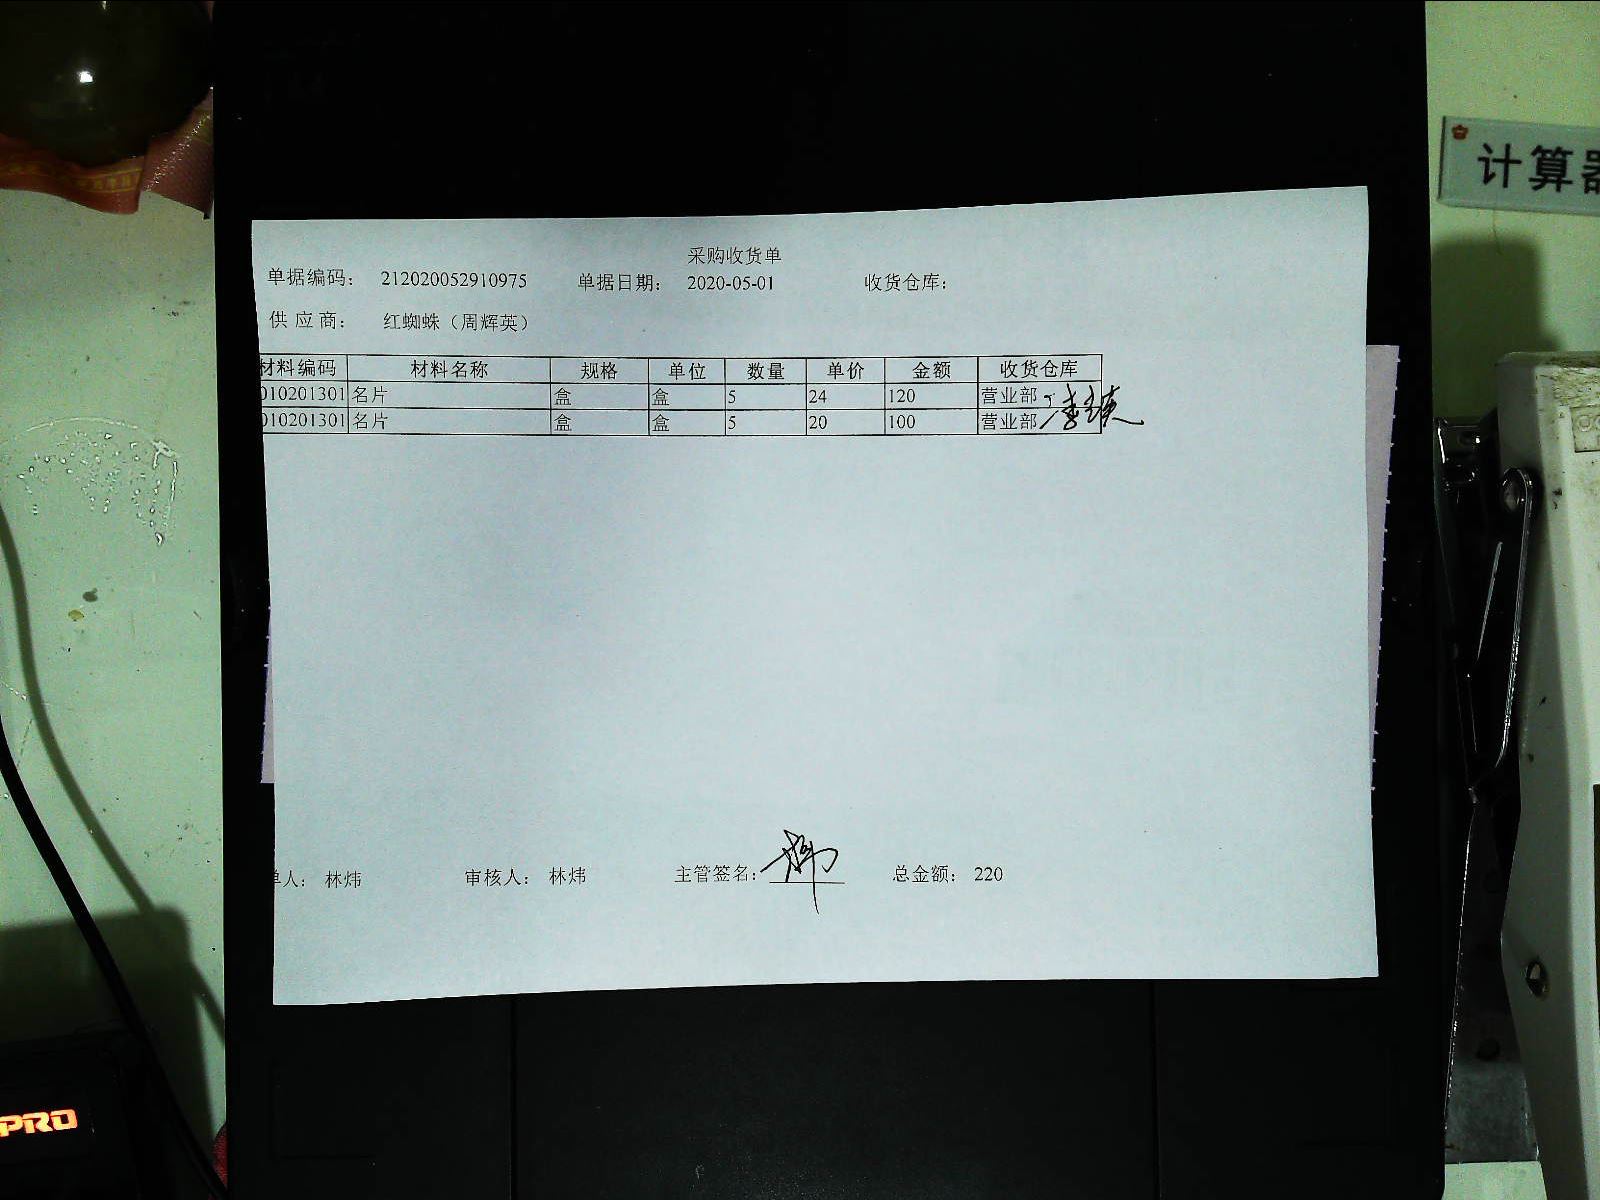 计算器
采购收货单
单据编码： 212020052910975 单据日期： 2020-05-01 收货仓库：
供 应 商： 红蜘蛛（周辉英）
材料编码 材料名称 规格 单位 数量 单价 金额 收货仓库
010201301 名片 盒 盒 5 24 120 营业部
010201301 名片 盒 盒 5 20 100 营业部
单人： 林炜 审核人： 林炜 主管签名： 总金额： 220
PRO